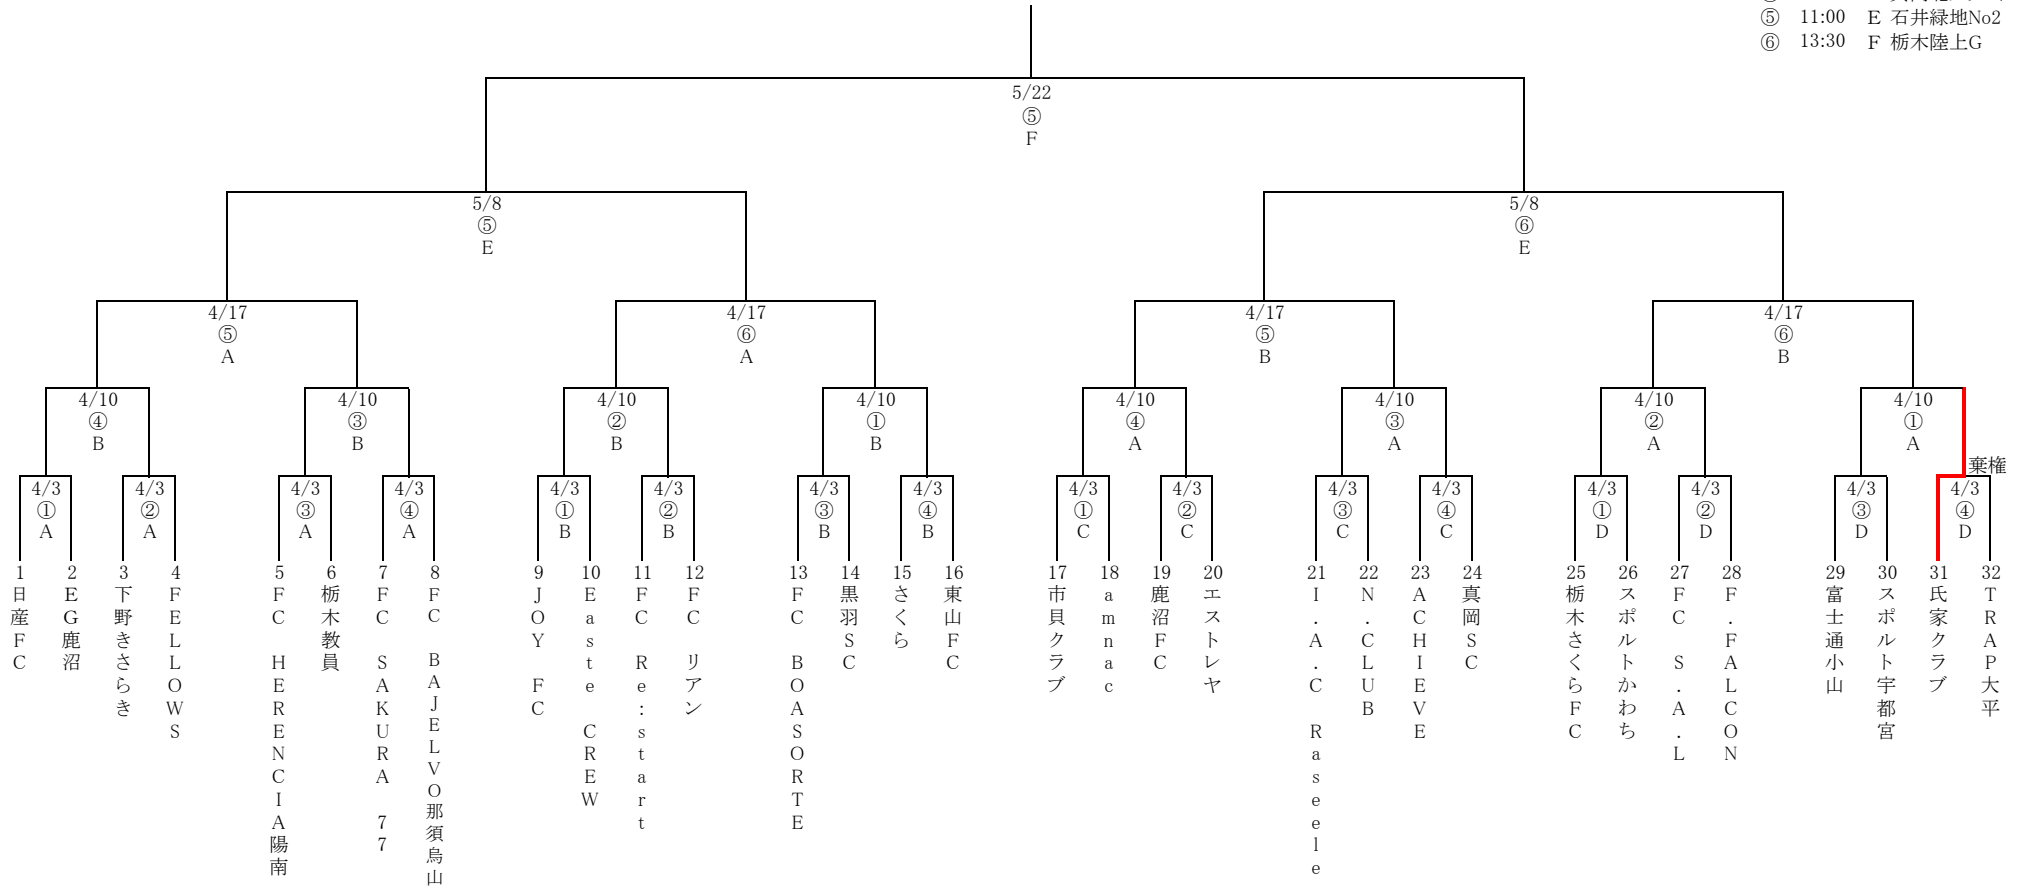 ⑤ 11:00 E 石井緑地No2
⑥ 13:30 F 栃木陸上G
5/22
⑤
F
5/8
⑤
E
5/8
⑥
E
4/17
⑤
A
4/17
⑥
A
4/17
⑤
B
4/17
⑥
B
4/10
④
B
4/10
③
B
4/10
②
B
4/10
①
B
4/10
④
A
4/10
③
A
4/10
②
A
4/10
①
A
棄権
4/3
①
A
4/3
②
A
4/3
③
A
4/3
④
A
4/3
①
B
4/3
②
B
4/3
③
B
4/3
④
B
4/3
①
C
4/3
②
C
4/3
③
C
4/3
④
C
4/3
①
D
4/3
②
D
4/3
③
D
4/3
④
D
1 日産FC
2 EG鹿沼
3 下野きさらき
4 FELLOWS
5 FC HERENCIA陽南
6 栃木教員
7 FC SAKURA 77
8 FC BAJELVO那須烏山
9 JOY FC
10 Easte CREW
11 FC Re:start
12 FC リアン
13 FC BOASORTE
14 黒羽SC
15 さくら
16 東山FC
17 市貝クラブ
18 amnac
19 鹿沼FC
20 エストレヤ
21 I.A.C Raseele
22 N.CLUB
23 ACHIEVE
24 真岡SC
25 栃木さくらFC
26 スポルトかわち
27 FC S.A.L
28 F.FALCON
29 富士通小山
30 スポルト宇都宮
31 氏家クラブ
32 TRAP大平